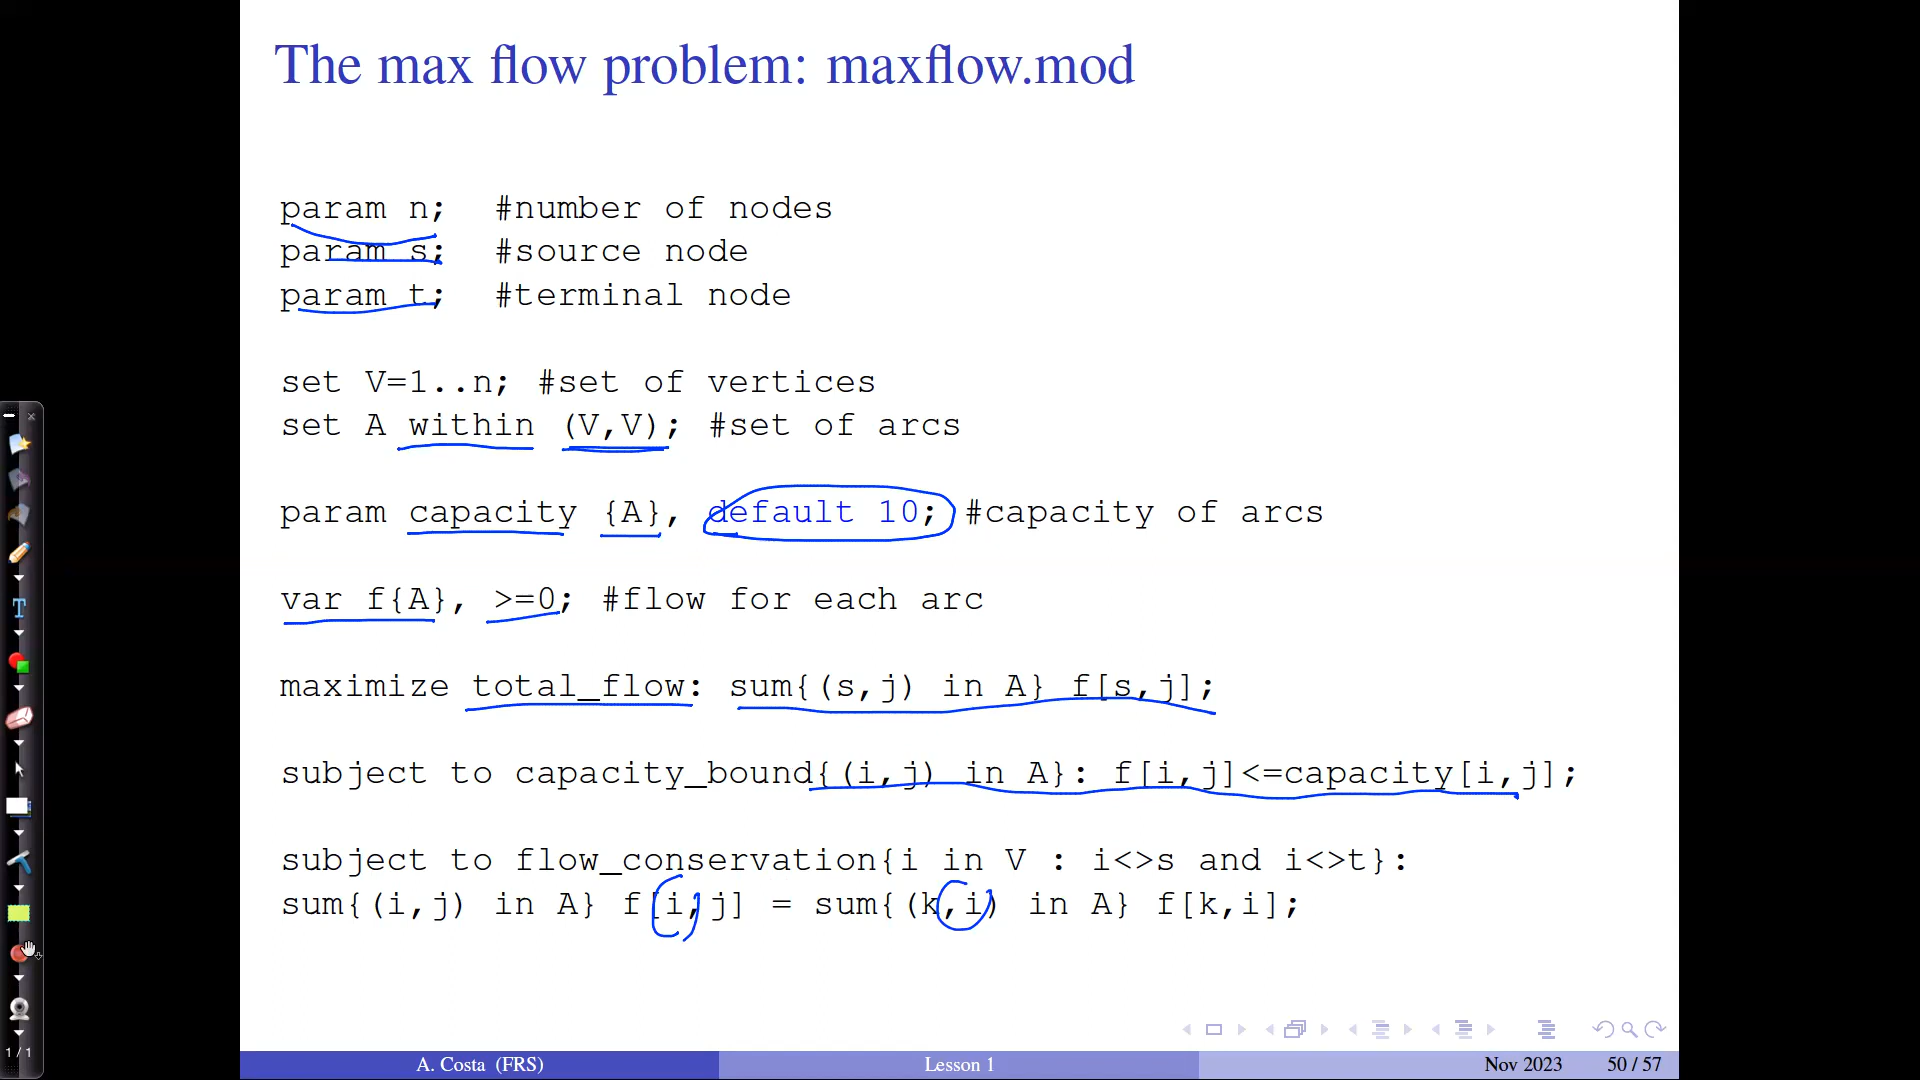 The max flow problem: maxflow.mod
param n; #number of nodes
param s; #source node
param t; #terminal node
set V=1..n; #set of vertices
set A within (V,V); #set of arcs
param capacity {A}, default 10; #capacity of arcs
var f{A}, >=0; #flow for each arc
maximize total_flow: sum{(s,j) in A} f[s,j];
subject to capacity_bound{(i,j) in A}: f[i,j]<=capacity[i,j];
subject to flow_conservation{i in V : i<>s and i<>t}:
sum{(i,j) in A} f[i,j] = sum{(k,i) in A} f[k,i];
1/1
A. Costa (FRS) Lesson 1 Nov 2023 50 / 57